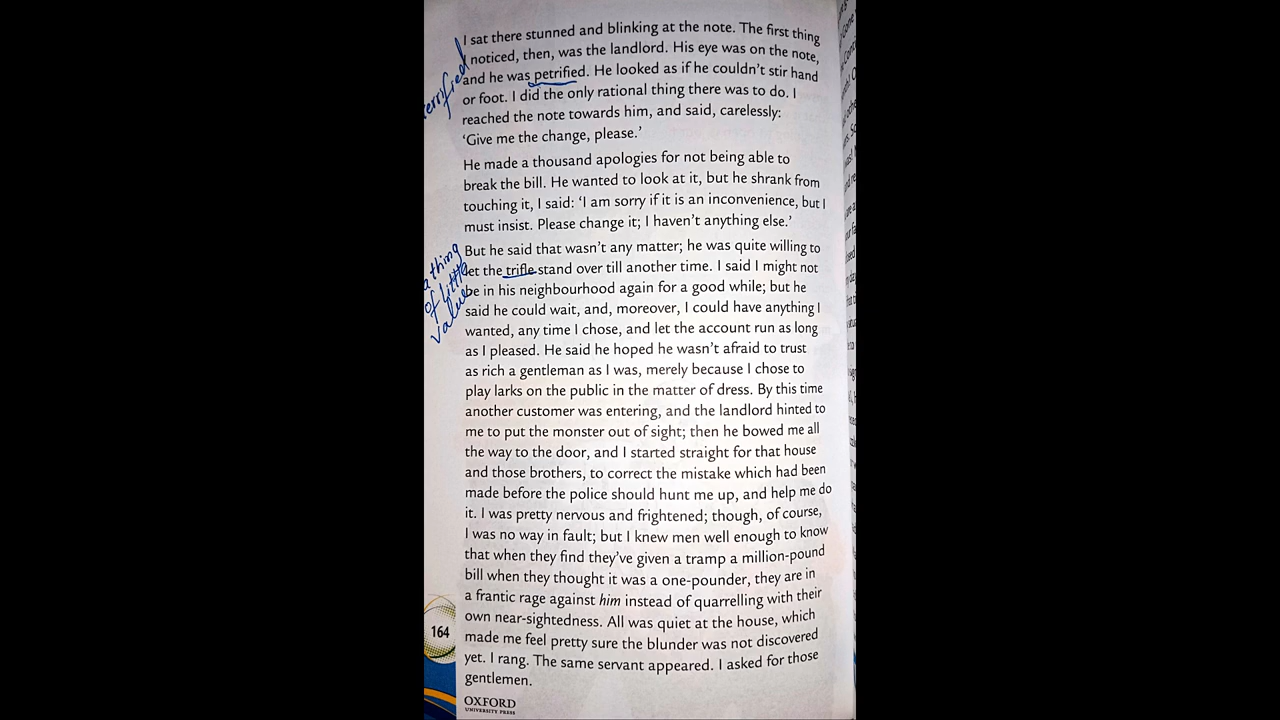 I sat there stunned and blinking at the note. The first thing
I noticed, then, was the landlord. His eye was on the note,
and he was petrified. He looked as if he couldn't stir hand
or foot. I did the only rational thing there was to do. I
reached the note towards him, and said, carelessly:
'Give me the change, please.'
He made a thousand apologies for not being able to
break the bill. He wanted to look at it, but he shrank from
touching it, I said: 'I am sorry if it is an inconvenience, but I
must insist. Please change it; I haven't anything else.'
But he said that wasn't any matter; he was quite willing to
let the trifle stand over till another time. I said I might not
be in his neighbourhood again for a good while; but he
said he could wait, and, moreover, I could have anything I
wanted, any time I chose, and let the account run as long
as I pleased. He said he hoped he wasn't afraid to trust
as rich a gentleman as I was, merely because I chose to
play larks on the public in the matter of dress. By this time
another customer was entering, and the landlord hinted to
me to put the monster out of sight; then he bowed me all
the way to the door, and I started straight for that house
and those brothers, to correct the mistake which had been
made before the police should hunt me up, and help me do
it. I was pretty nervous and frightened; though, of course,
I was no way in fault; but I knew men well enough to know
that when they find they've given a tramp a million-pound
bill when they thought it was a one-pounder, they are in
a frantic rage against him instead of quarrelling with their
own near-sightedness. All was quiet at the house, which
made me feel pretty sure the blunder was not discovered
yet. I rang. The same servant appeared. I asked for those
gentlemen.
terrified
a thing
of little
value
164
OXFORD
UNIVERSITY PRESS